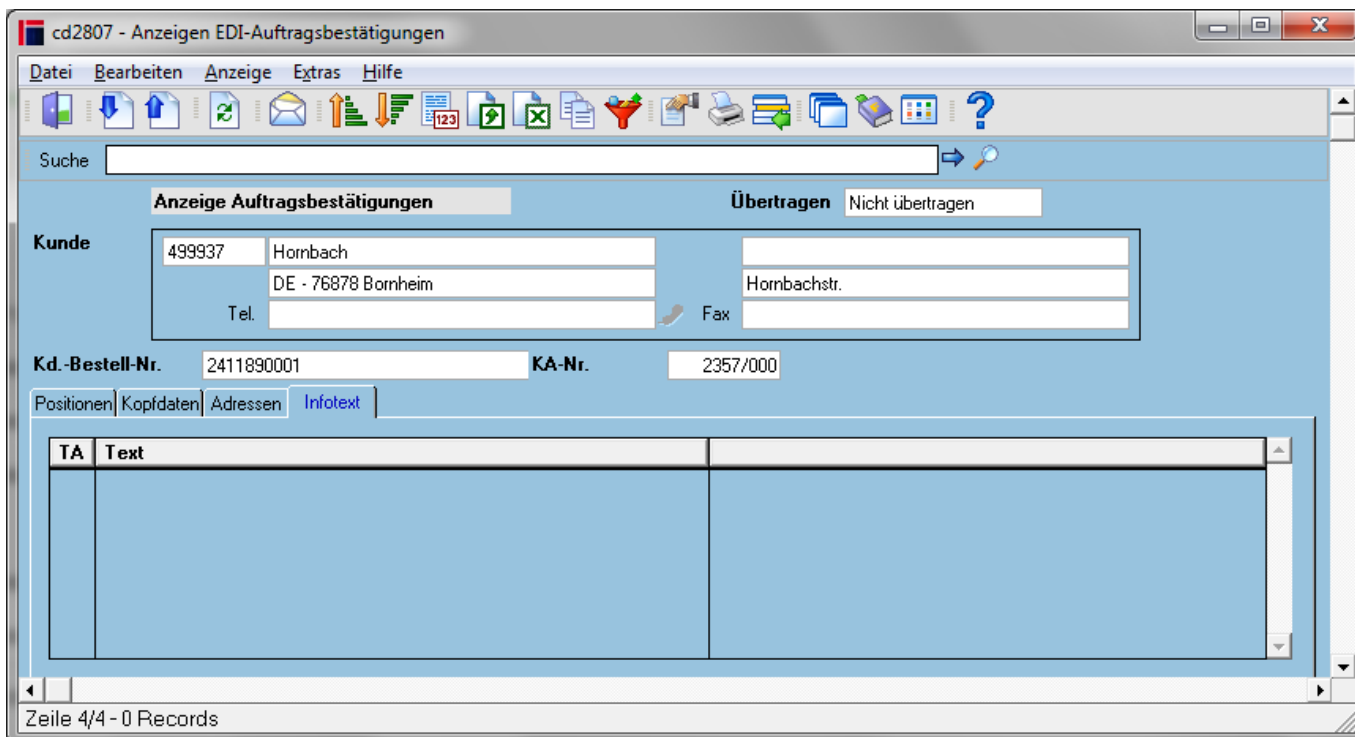 cd2807 - Anzeigen EDI-Auftragsbestätigungen
Datei Bearbeiten Anzeige Extras Hilfe
123
Suche
Anzeige Auftragsbestätigungen Übertragen Nicht übertragen
Kunde 499937 Hornbach
DE - 76878 Bornheim Hornbachstr.
Tel. Fax
Kd.-Bestell-Nr. 2411890001 KA-Nr. 2357/000
Positionen Kopfdaten Adressen Infotext
TA Text
Zeile 4/4 - 0 Records